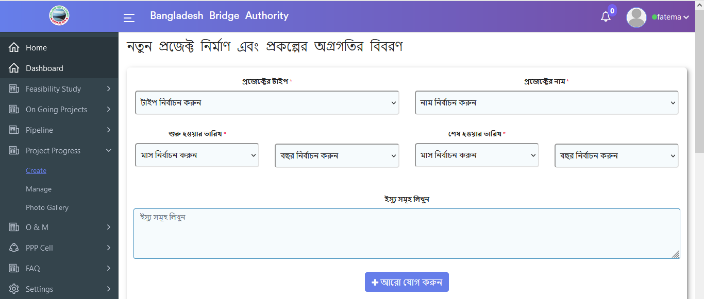 Bangladesh Bridge Authority
0
fatema
Home
Dashboard
Feasibility Study
On Going Projects
Pipeline
Project Progress
Create
Manage
Photo Gallery
O & M
PPP Cell
FAQ
Settings
নতুন প্রজেক্ট নির্মাণ এবং প্রকল্পের অগ্রগতির বিবরণ
প্রজেক্টের টাইপ * প্রজেক্টের নাম *
টাইপ নির্বাচন করুন নাম নির্বাচন করুন
শুরু হওয়ার তারিখ * শেষ হওয়ার তারিখ *
মাস নির্বাচন করুন বছর নির্বাচন করুন মাস নির্বাচন করুন বছর নির্বাচন করুন
ইস্যু সমূহ লিখুন
ইস্যু সমূহ লিখুন
+ আরো যোগ করুন